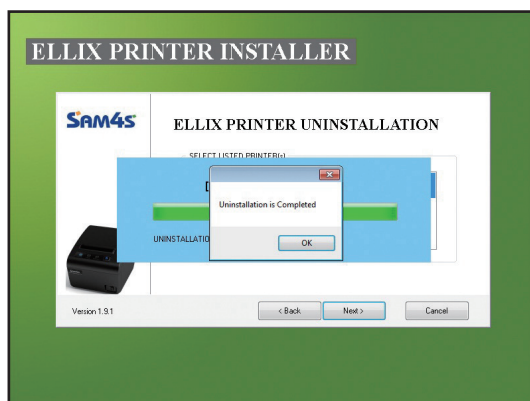 ELLIX PRINTER INSTALLER
SAM4S
ELLIX PRINTER UNINSTALLATION
SELECT LISTED PRINTER(s)
Uninstallation is Completed
OK
Version 1.9.1
< Back
Next >
Cancel